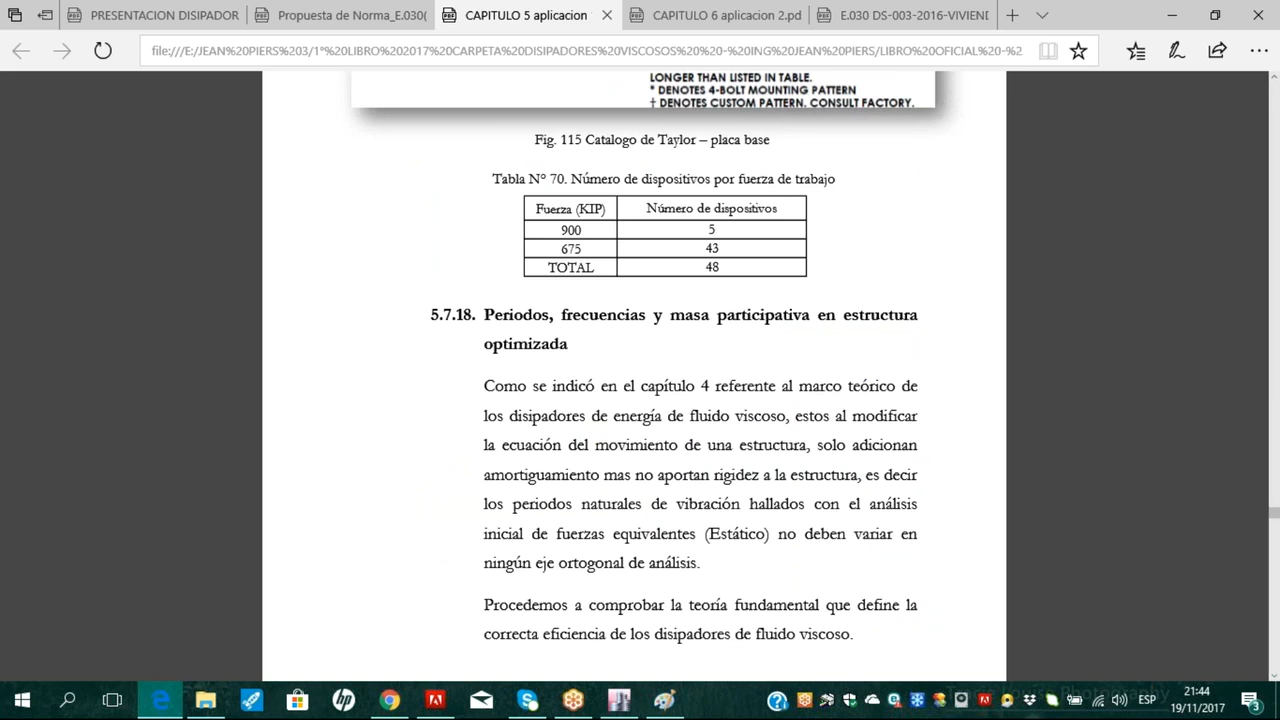 PRESENTACION DISIPADOR
Propuesta de Norma_E.030(
CAPITULO 5 aplicacion
CAPITULO 6 aplicacion 2.pd
E.030 DS-003-2016-VIVIEND
file:///E:/JEAN%20PIERS%203/1°%20LIBRO%202017%20CARPETA%20DISIPADORES%20VISCOSOS%20%20-%20ING%20JEAN%20PIERS/LIBRO%20OFICIAL%20-%2
LONGER THAN LISTED IN TABLE.
* DENOTES 4-BOLT MOUNTING PATTERN
† DENOTES CUSTOM PATTERN. CONSULT FACTORY.
Fig. 115 Catalogo de Taylor – placa base
Tabla N° 70. Número de dispositivos por fuerza de trabajo
Fuerza (KIP) Número de dispositivos
900 5
675 43
TOTAL 48
5.7.18. Periodos, frecuencias y masa participativa en estructura
optimizada
Como se indicó en el capítulo 4 referente al marco teórico de
los disipadores de energía de fluido viscoso, estos al modificar
la ecuación del movimiento de una estructura, solo adicionan
amortiguamiento mas no aportan rigidez a la estructura, es decir
los periodos naturales de vibración hallados con el análisis
inicial de fuerzas equivalentes (Estático) no deben variar en
ningún eje ortogonal de análisis.
Procedemos a comprobar la teoría fundamental que define la
correcta eficiencia de los disipadores de fluido viscoso.
ESP
21:44
19/11/2017